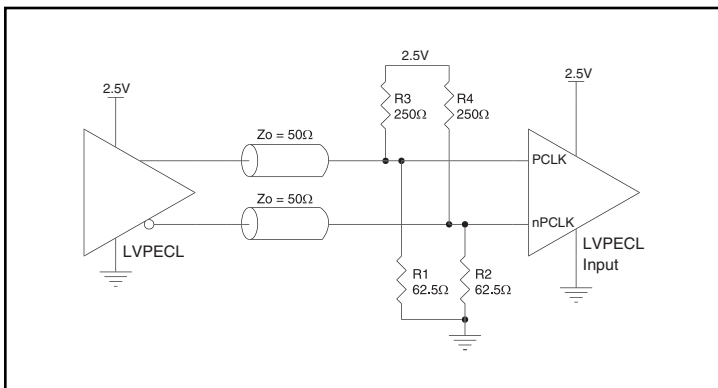 2.5V
2.5V
2.5V
R3
250Ω
R4
250Ω
Zo = 50Ω
PCLK
Zo = 50Ω
nPCLK
LVPECL
LVPECL
Input
R1
62.5Ω
R2
62.5Ω